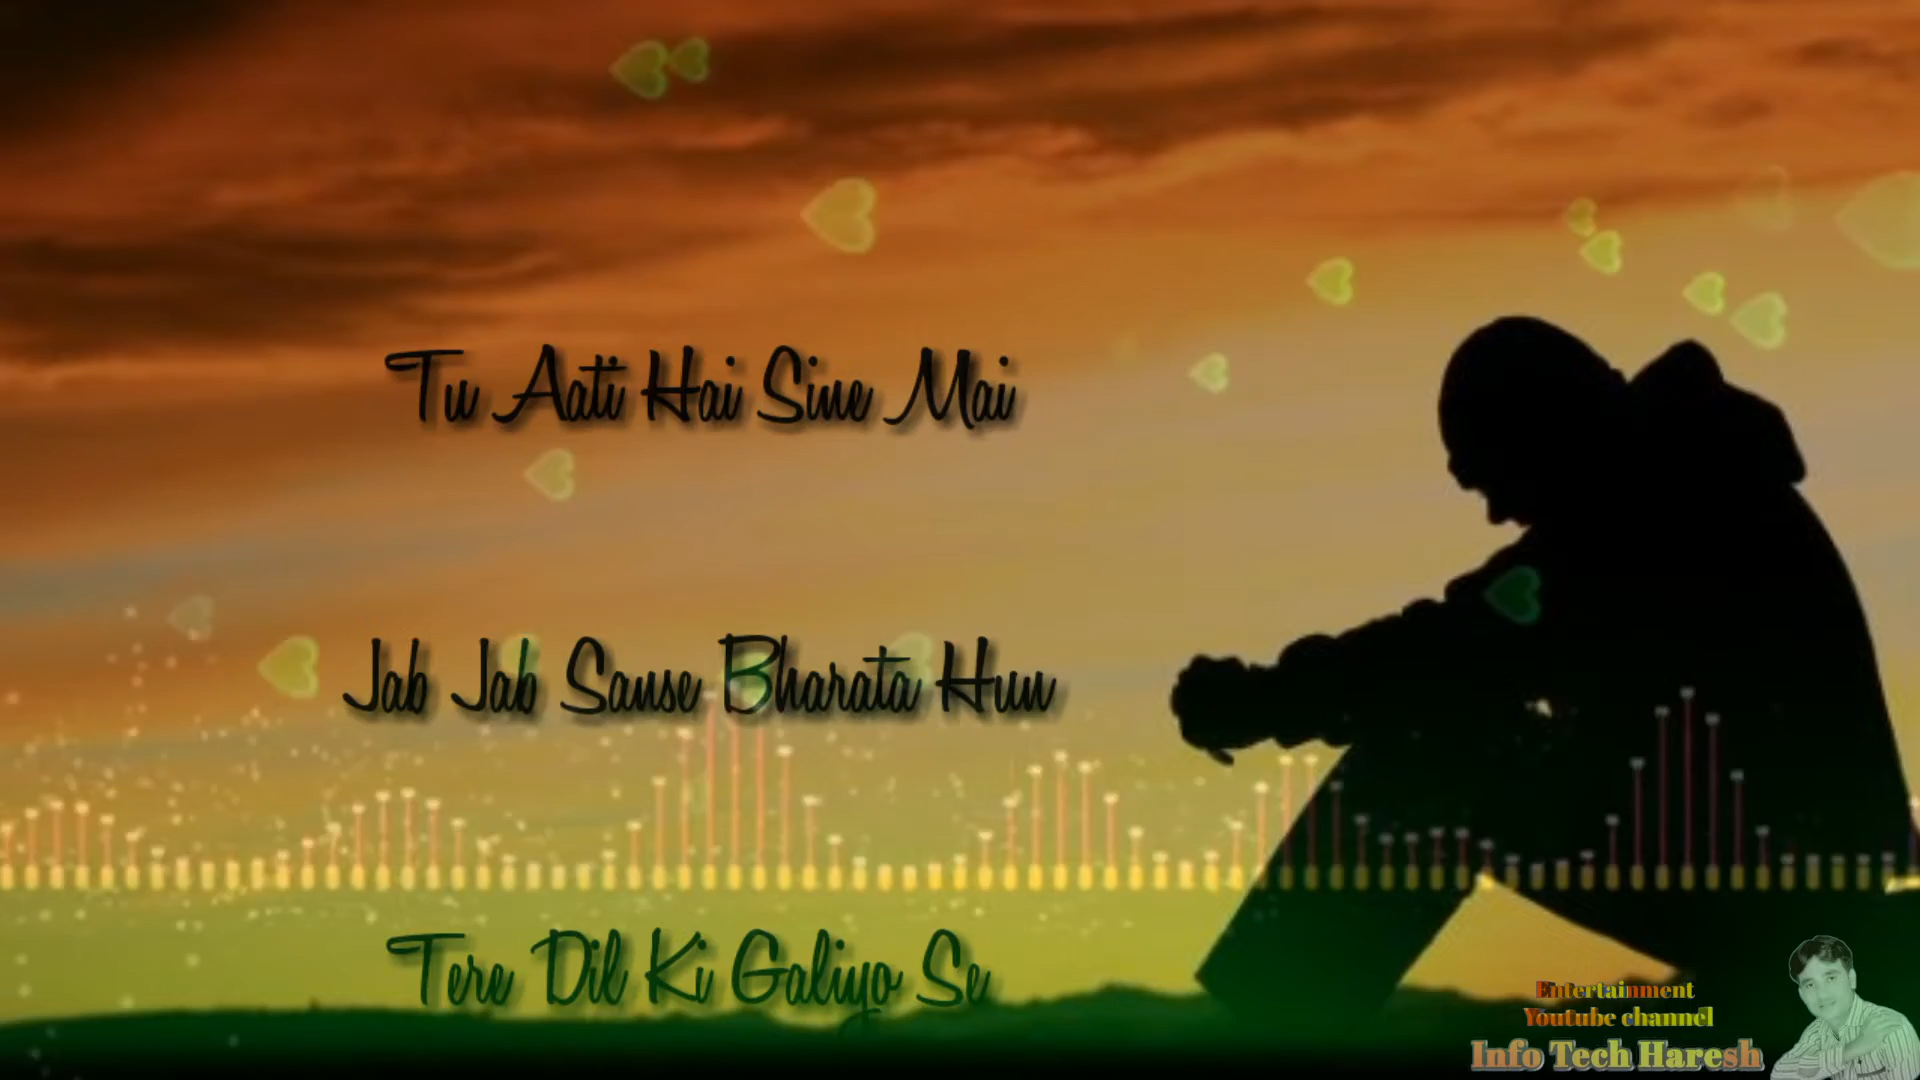 Tu Aati Hai Sine Mai
Jab Jab Sanse Bharata Hun
Tere Dil Ki Galiyo Se
Entertainment
Youtube channel
Info Tech Haresh